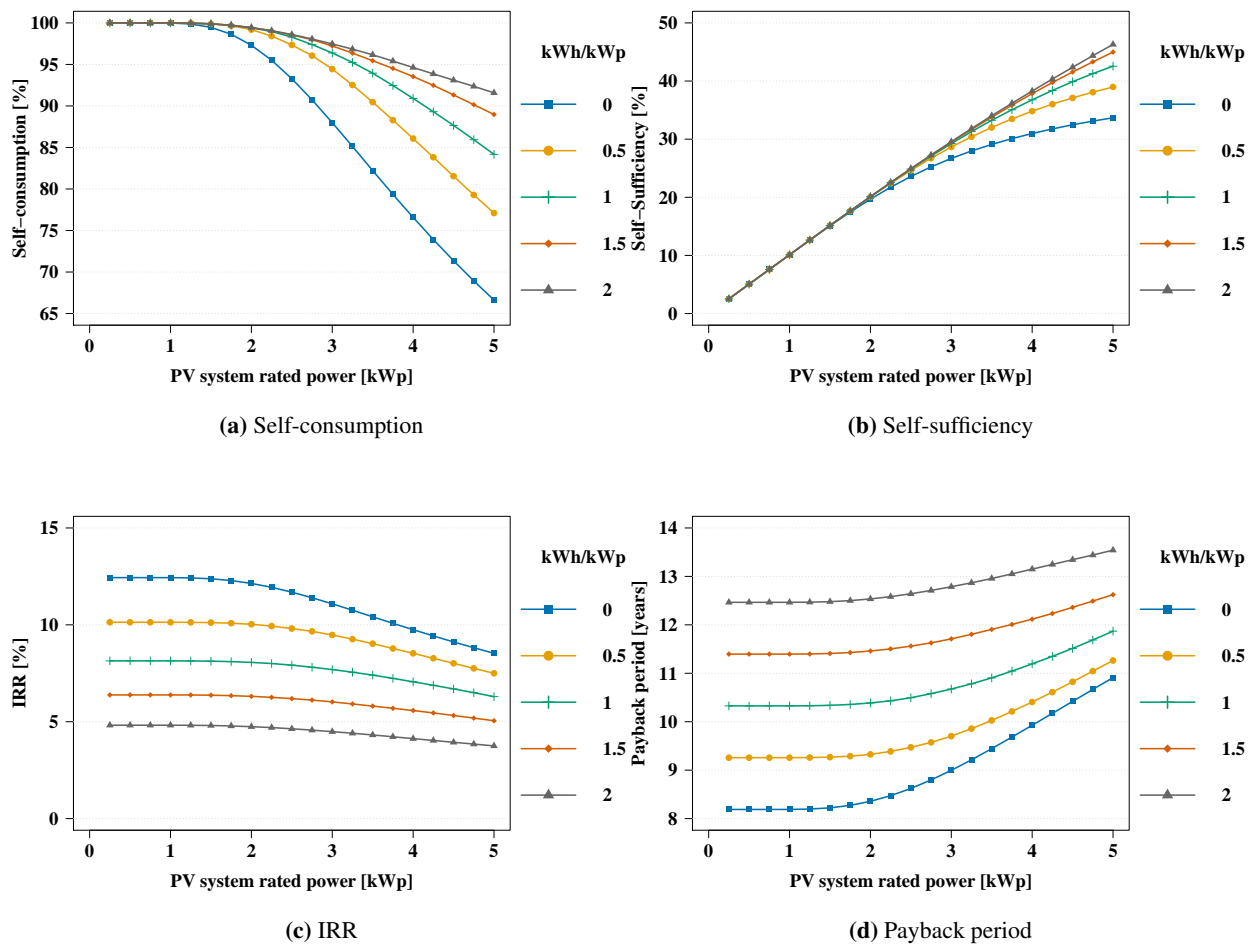 100
95
90
85
80
75
70
65
Self−consumption [%]
0 1 2 3 4 5
PV system rated power [kWp]
kWh/kWp
0
0.5
1
1.5
2
(a) Self-consumption
50
40
30
20
10
0
Self−Sufficiency [%]
0 1 2 3 4 5
PV system rated power [kWp]
kWh/kWp
0
0.5
1
1.5
2
(b) Self-sufficiency
15
10
5
0
IRR [%]
0 1 2 3 4 5
PV system rated power [kWp]
kWh/kWp
0
0.5
1
1.5
2
(c) IRR
14
13
12
11
10
9
8
Payback period [years]
0 1 2 3 4 5
PV system rated power [kWp]
kWh/kWp
0
0.5
1
1.5
2
(d) Payback period